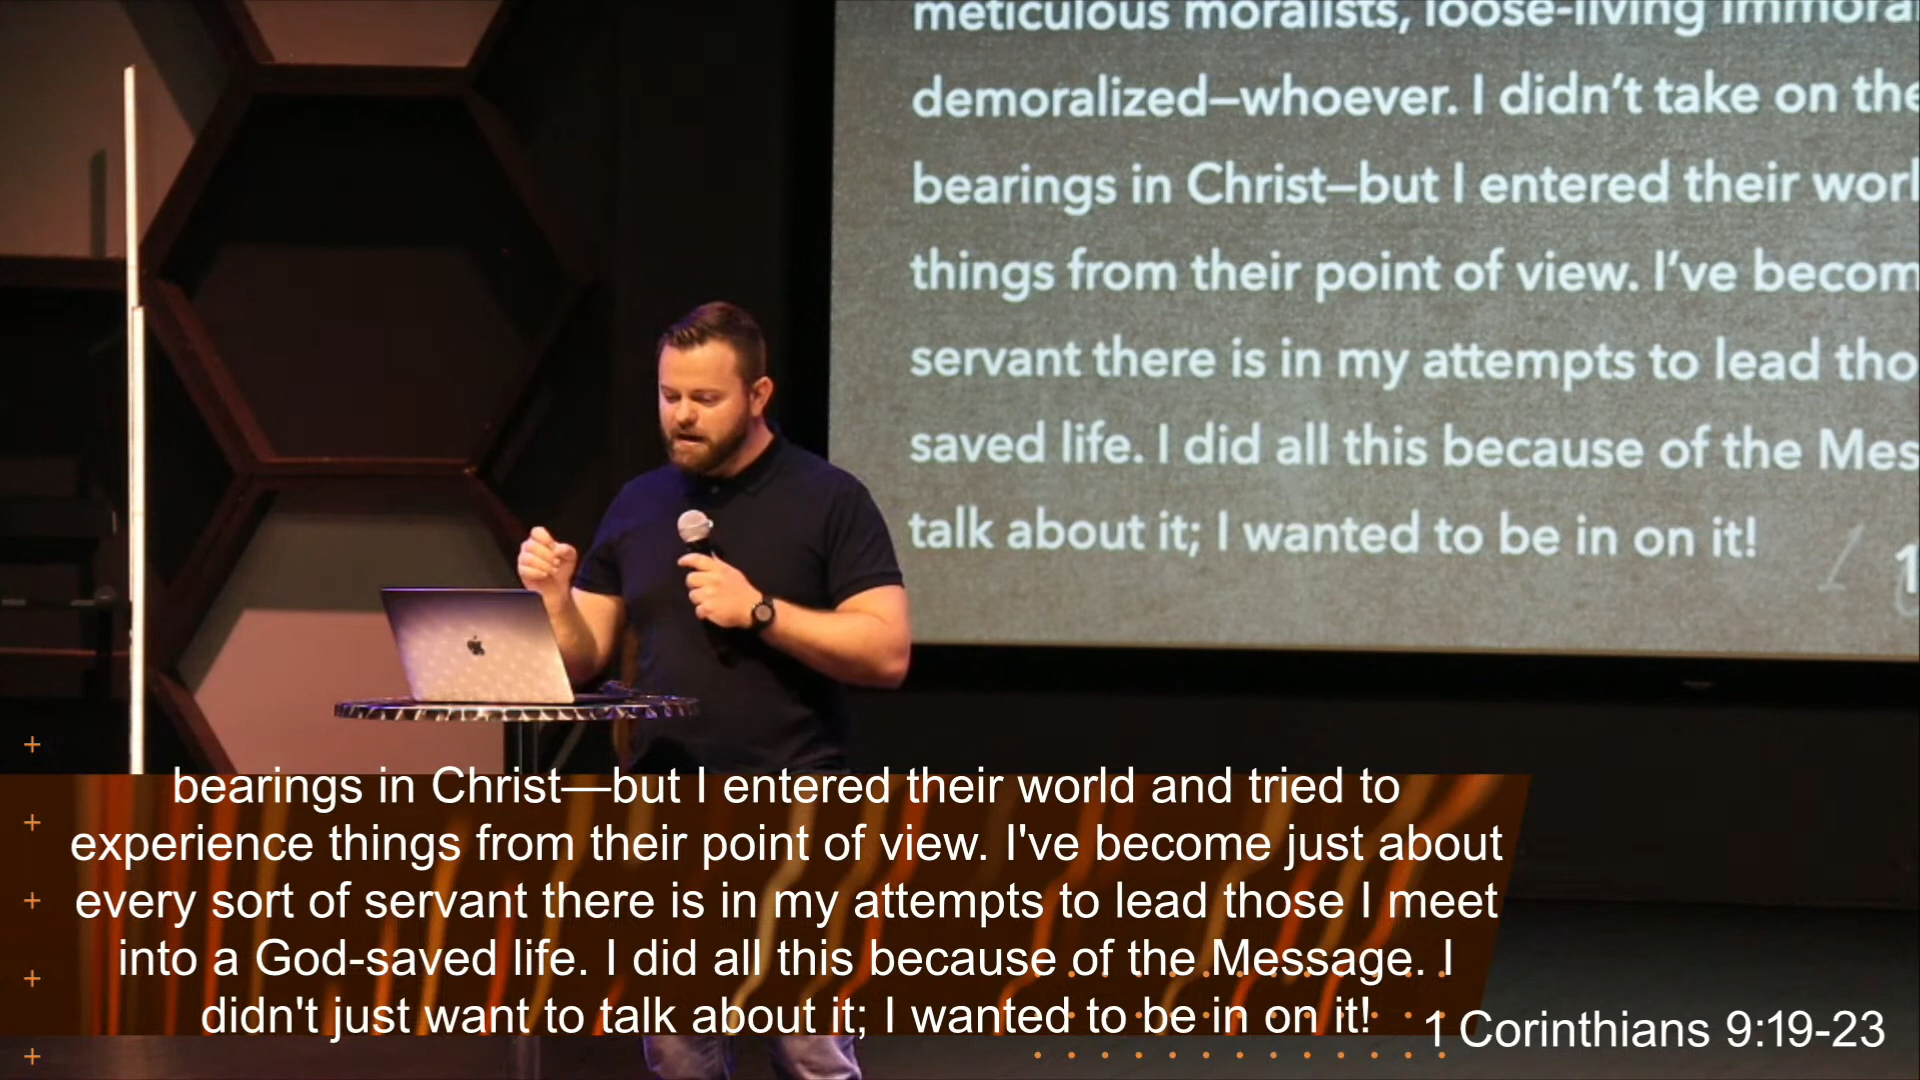 meticulous moralists, loose-living immoral
demoralized—whoever. I didn't take on the
bearings in Christ—but I entered their worl
things from their point of view. I've becom
servant there is in my attempts to lead tho
saved life. I did all this because of the Mes
talk about it; I wanted to be in on it!
1
bearings in Christ—but I entered their world and tried to
experience things from their point of view. I've become just about
every sort of servant there is in my attempts to lead those I meet
into a God-saved life. I did all this because of the Message. I
didn't just want to talk about it; I wanted to be in on it!
1 Corinthians 9:19-23